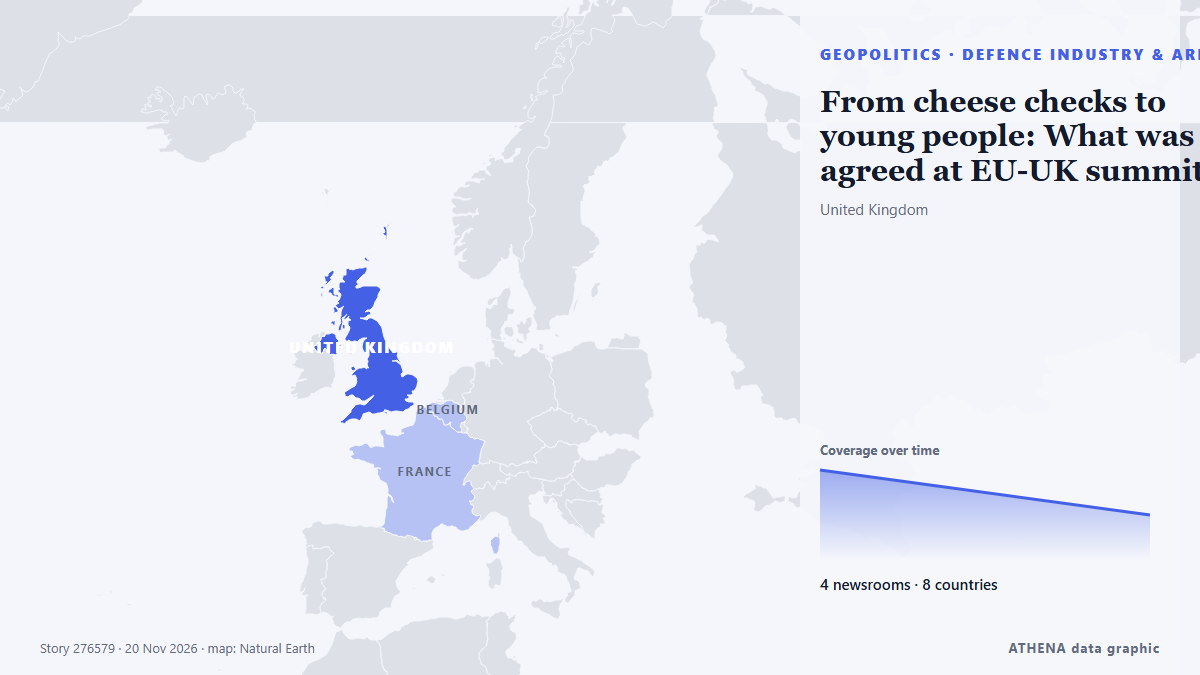 GEOPOLITICS · DEFENCE INDUSTRY &
From cheese checks to
young people: What was
agreed at EU-UK summit
United Kingdom
UNITED KINGDOM
BELGIUM
FRANCE
Coverage over time
4 newsrooms · 8 countries
Story 276579 · 20 Nov 2026 · map: Natural Earth
ATHENA data graphic